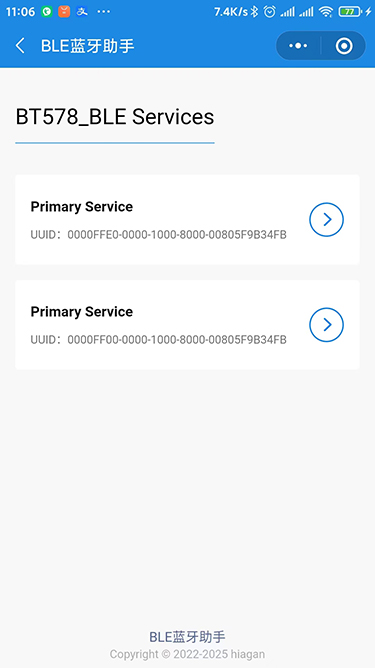 11:06 ... 7.4K/s 77
BLE蓝牙助手
BT578_BLE Services
Primary Service
UUID：0000FFE0-0000-1000-8000-00805F9B34FB
Primary Service
UUID：0000FF00-0000-1000-8000-00805F9B34FB
BLE蓝牙助手
Copyright © 2022-2025 hiagan